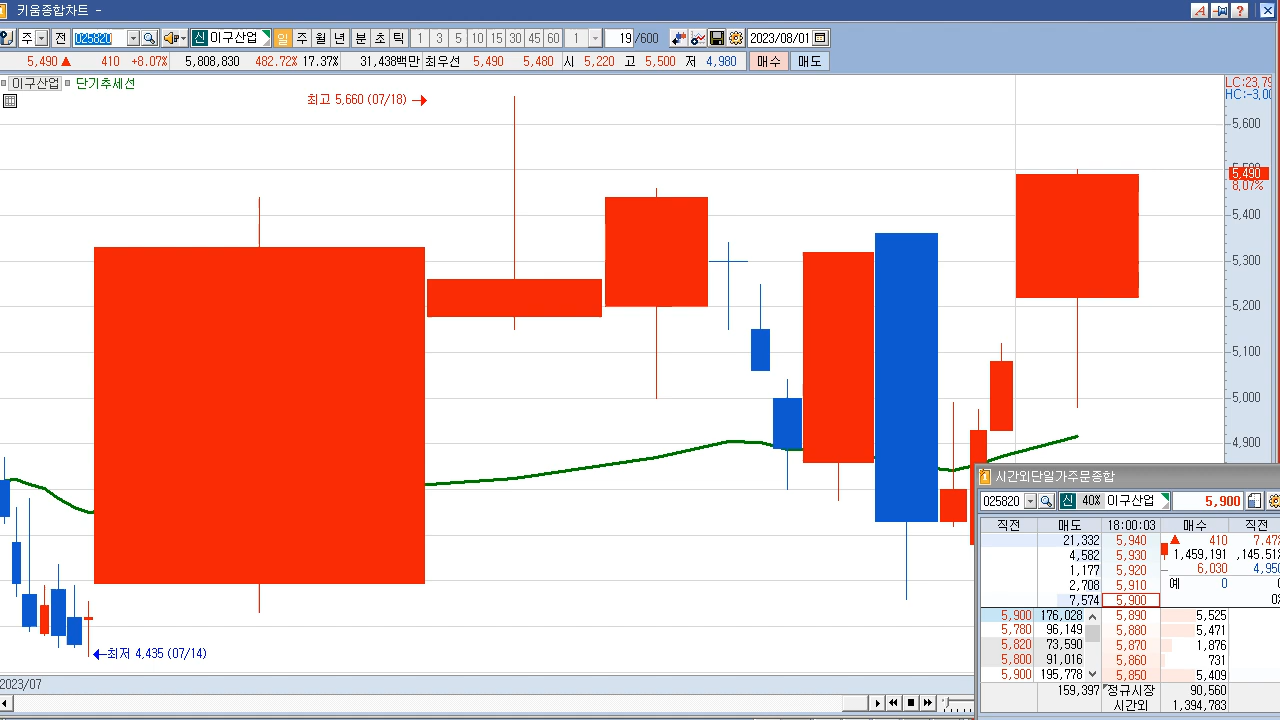 키움종합차트 -
주 전 025820 신 이구산업 일 주 월 년 분 초 틱 1 3 5 10 15 30 45 60 1 19 /600 2023/08/01
5,490 ▲ 410 +8.07% 5,808,830 482.72% 17.37% 31,438백만 최우선 5,490 5,480 시 5,220 고 5,500 저 4,980 매수 매도
이구산업 단기추세선
최고 5,660 (07/18) →
←최저 4,435 (07/14)
5,600
5,490
8.07%
5,400
5,300
5,200
5,100
5,000
4,900
2023/07
시간외단일가주문종합
025820 신 40% 이구산업 5,900
직전 매도 18:00:03 매수 직전
21,332 5,940 ▲ 410
4,582 5,930 1,459,191
1,177 5,920 6,030
2,708 5,910 예 0
7,574 5,900
5,900 176,028 5,890 5,525
5,780 96,149 5,880 5,471
5,820 73,590 5,870 1,876
5,800 91,016 5,860 731
5,900 195,778 5,850 5,409
159,397 정규시장 90,560
시간외 1,394,783